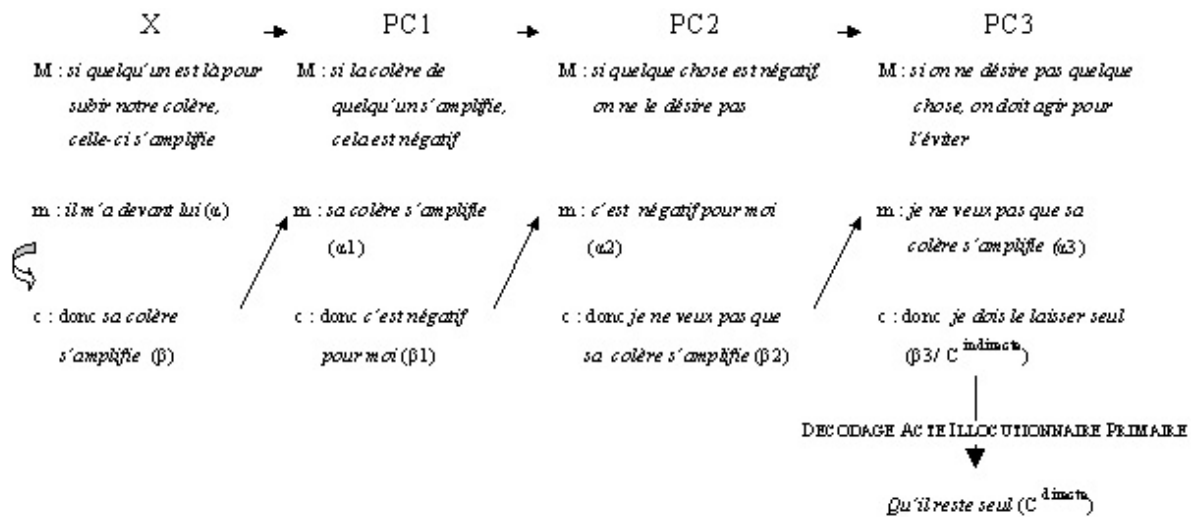 X PC1 PC2 PC3
M : si quelqu'un est là pour
subir notre colère,
celle-ci s'amplifie
M : si la colère de
quelqu'un s'amplifie,
cela est négatif
M : si quelque chose est négatif
on ne le désire pas
M : si on ne désire pas quelque
chose, on doit agir pour
l'éviter
m : il m'a devant lui (α)
m : sa colère s'amplifie
(α1)
m : c'est négatif pour moi
(α2)
m : je ne veux pas que sa
colère s'amplifie (α3)
c : donc sa colère
s'amplifie (β)
c : donc c'est négatif
pour moi (β1)
c : donc je ne veux pas que
sa colère s'amplifie (β2)
c : donc je dois le laisser seul
(β3/ C indirecte)
DECODAGE ACTE ILLOCUTIONNAIRE PRIMAIRE
Qu'il reste seul (C directe)